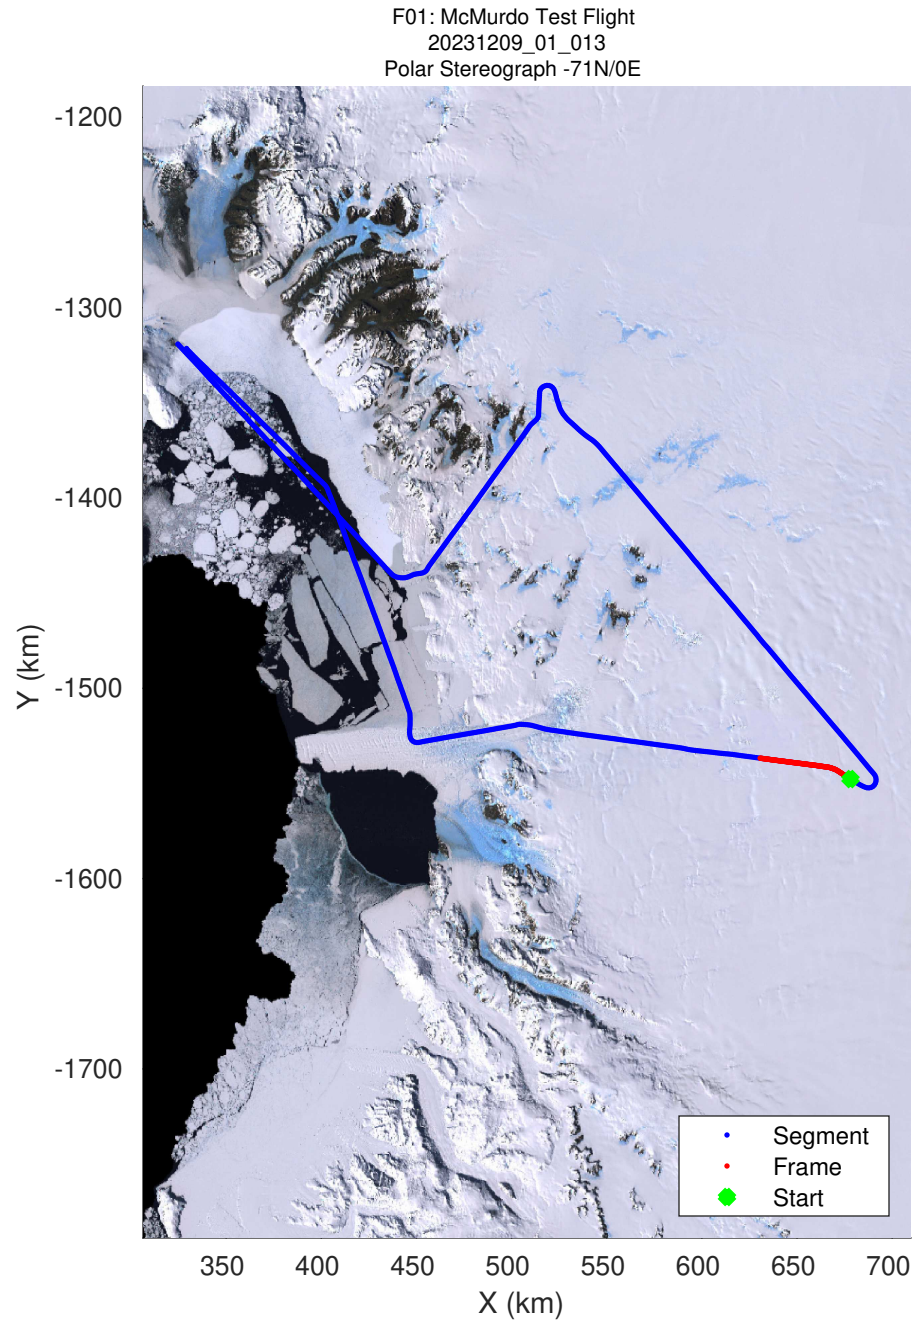 F01: McMurdo Test Flight
20231209_01_013
Polar Stereograph -71N/0E
-1200
-1300
-1400
-1500
-1600
-1700
Y (km)
350 400 450 500 550 600 650 700
X (km)
Segment
Frame
Start